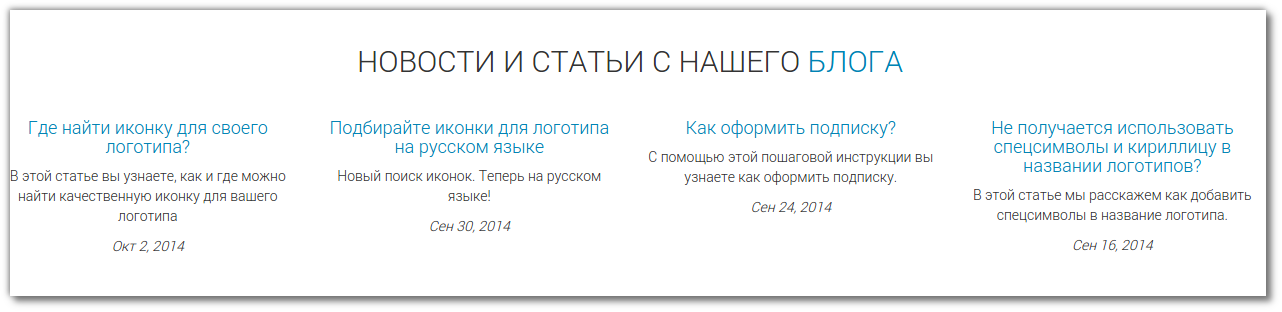 НОВОСТИ И СТАТЬИ С НАШЕГО БЛОГА
Где найти иконку для своего
логотипа?
В этой статье вы узнаете, как и где можно
найти качественную иконку для вашего
логотипа
Окт 2, 2014
Подбирайте иконки для логотипа
на русском языке
Новый поиск иконок. Теперь на русском
языке!
Сен 30, 2014
Как оформить подписку?
С помощью этой пошаговой инструкции вы
узнаете как оформить подписку.
Сен 24, 2014
Не получается использовать
спецсимволы и кириллицу в
названии логотипов?
В этой статье мы расскажем как добавить
спецсимволы в название логотипа.
Сен 16, 2014